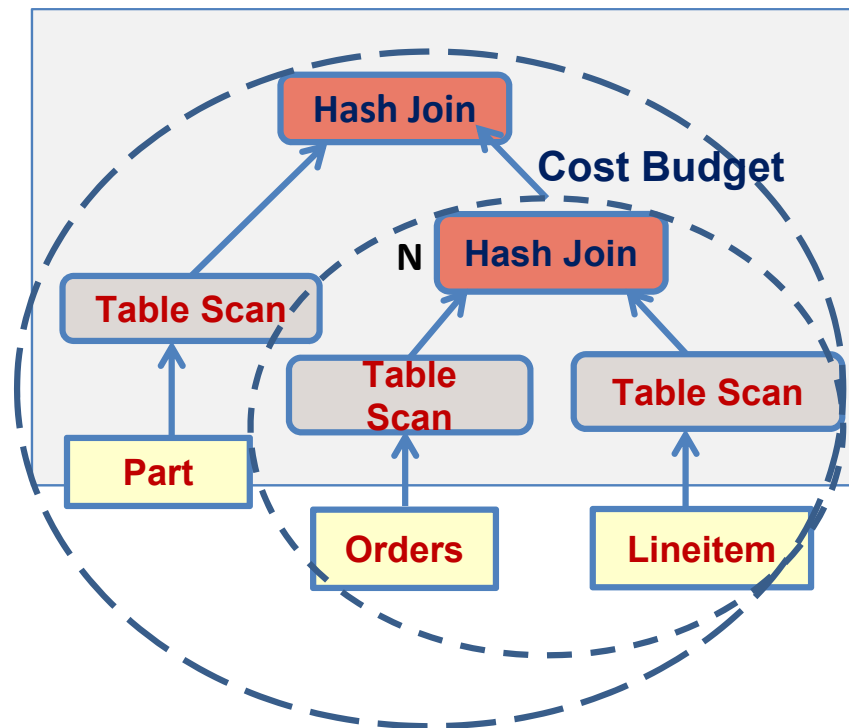 Hash Join
Cost Budget
N
Hash Join
Table Scan
Table
Scan
Table Scan
Part
Orders
Lineitem